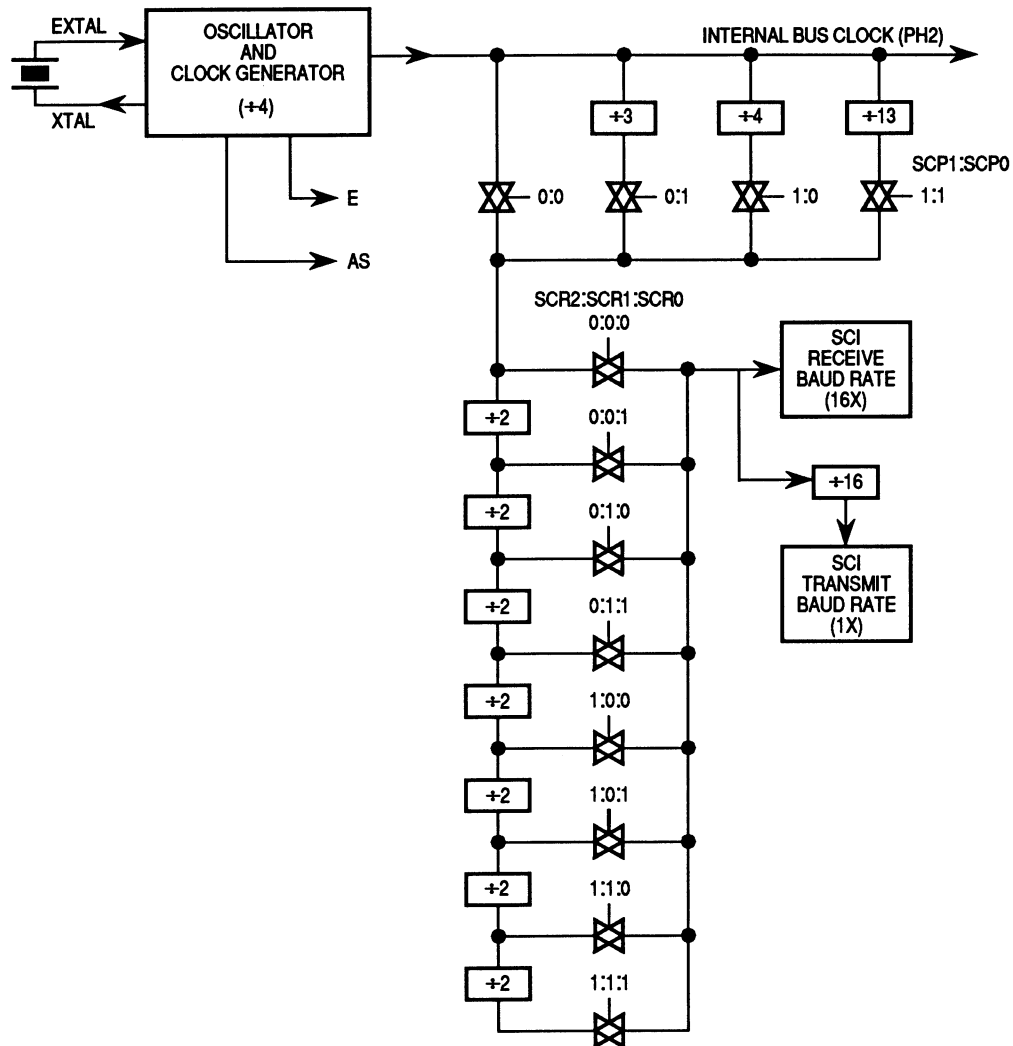 EXTAL
XTAL
OSCILLATOR
AND
CLOCK GENERATOR
(÷4)
E
AS
INTERNAL BUS CLOCK (PH2)
÷3
÷4
÷13
SCP1:SCP0
0:0
0:1
1:0
1:1
SCR2:SCR1:SCR0
0:0:0
SCI
RECEIVE
BAUD RATE
(16X)
÷2
0:0:1
÷16
÷2
0:1:0
SCI
TRANSMIT
BAUD RATE
(1X)
÷2
0:1:1
÷2
1:0:0
÷2
1:0:1
÷2
1:1:0
÷2
1:1:1